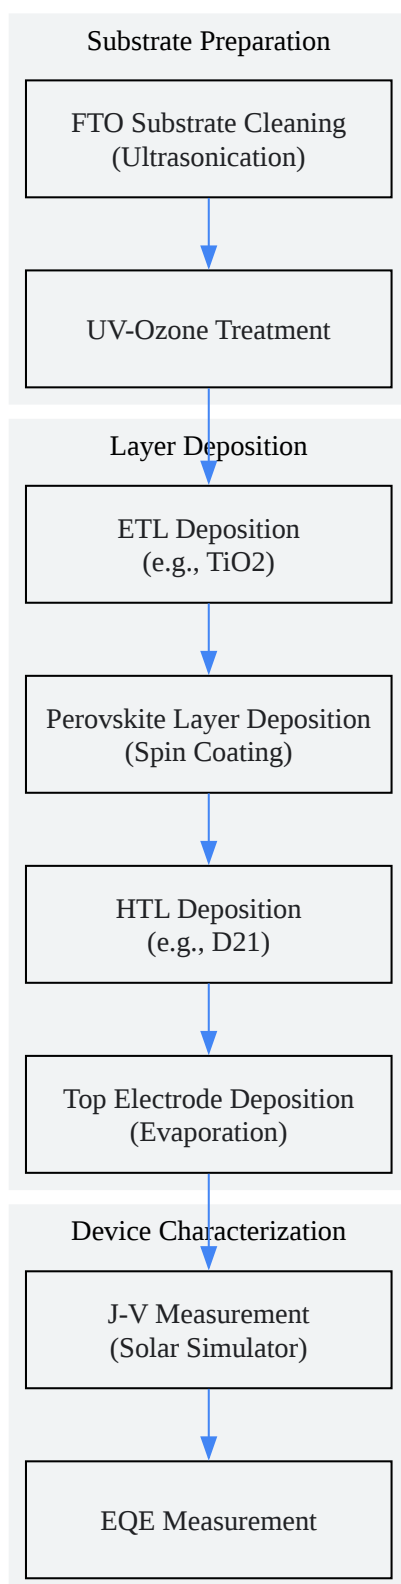 Substrate Preparation
FTO Substrate Cleaning
(Ultrasonication)
UV-Ozone Treatment
Layer Deposition
ETL Deposition
(e.g., TiO2)
Perovskite Layer Deposition
(Spin Coating)
HTL Deposition
(e.g., D21)
Top Electrode Deposition
(Evaporation)
Device Characterization
J-V Measurement
(Solar Simulator)
EQE Measurement